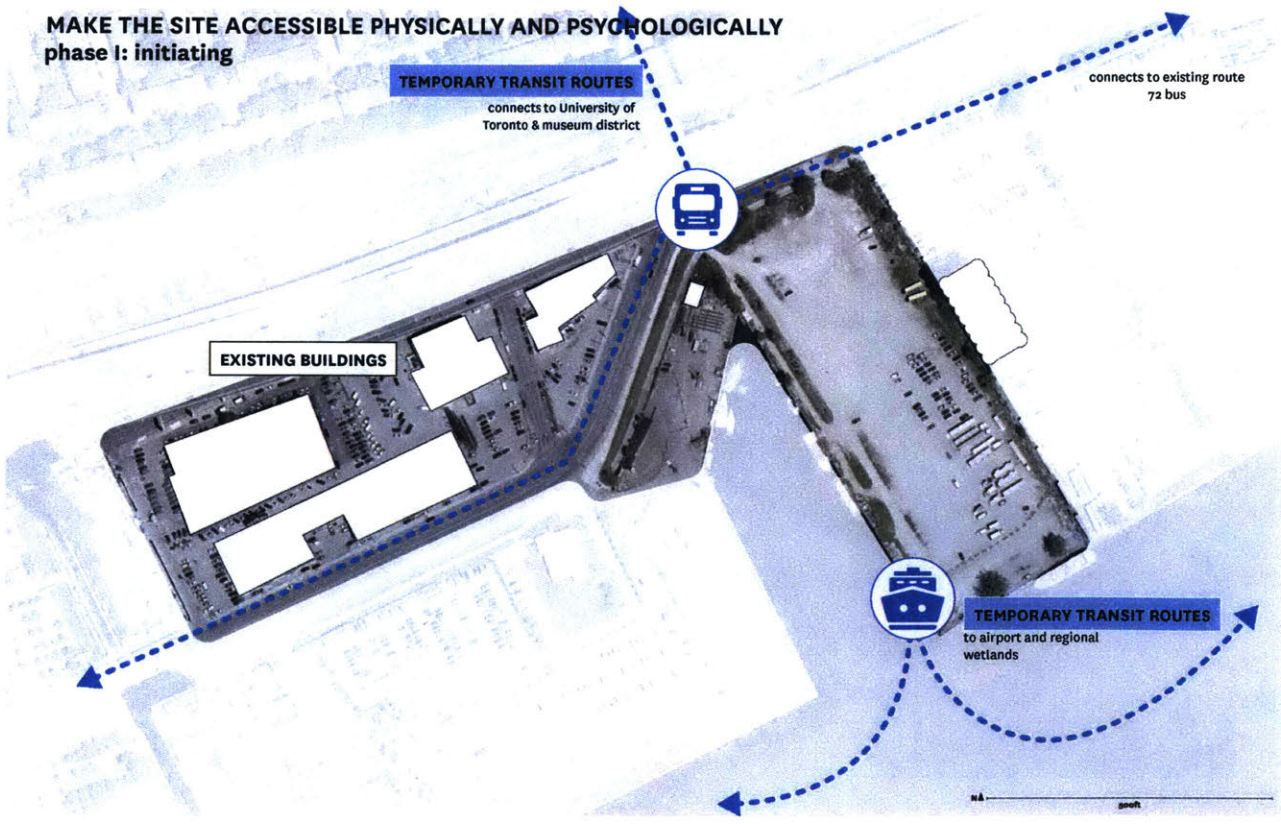 MAKE THE SITE ACCESSIBLE PHYSICALLY AND PSYCHOLOGICALLY
phase I: initiating
TEMPORARY TRANSIT ROUTES
connects to University of
Toronto & museum district
connects to existing route
72 bus
EXISTING BUILDINGS
TEMPORARY TRANSIT ROUTES
to airport and regional
wetlands
N
500ft